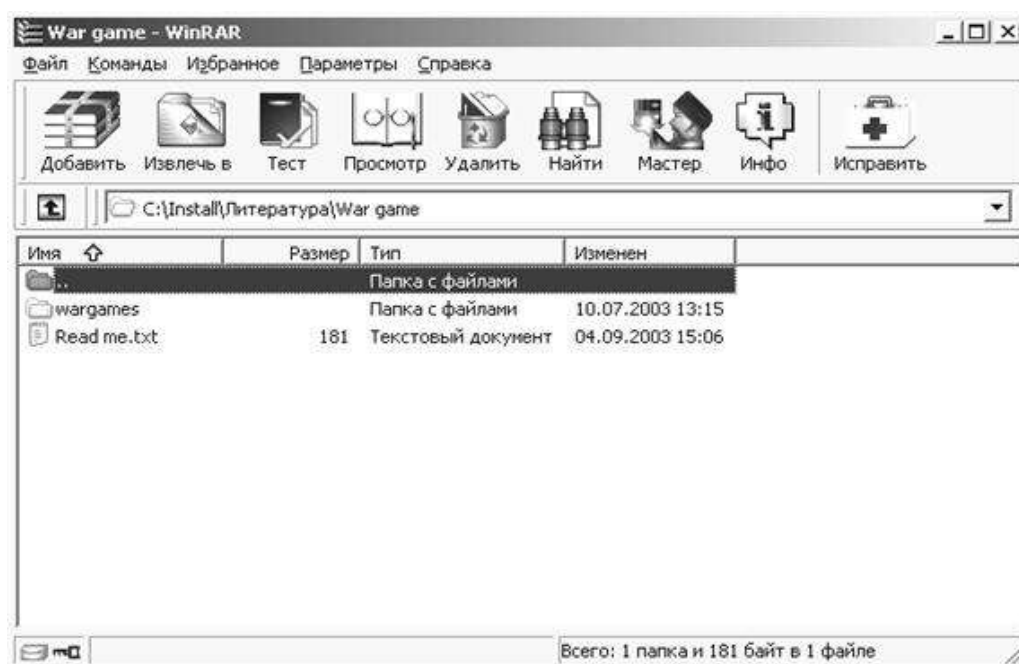 War game - WinRAR
Файл Команды Избранное Параметры Справка
Добавить Извлечь в Тест Просмотр Удалить Найти Мастер Инфо Исправить
C:\Install\Литература\War game
Имя Размер Тип Изменен
.. Папка с файлами
wargames Папка с файлами 10.07.2003 13:15
Read me.txt 181 Текстовый документ 04.09.2003 15:06
Всего: 1 папка и 181 байт в 1 файле